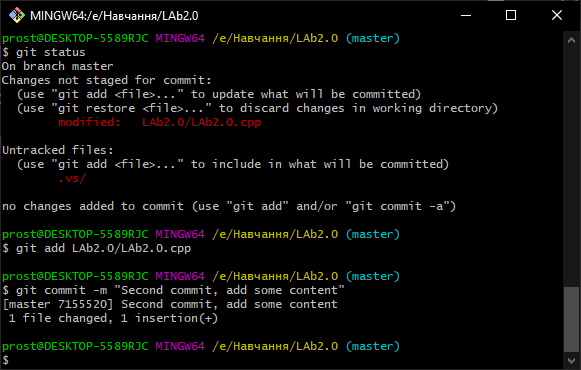 MINGW64:/e/Навчання/LAb2.0
prost@DESKTOP-5589RJC MINGW64 /e/Навчання/LAb2.0 (master)
$ git status
On branch master
Changes not staged for commit:
  (use "git add <file>..." to update what will be committed)
  (use "git restore <file>..." to discard changes in working directory)
        modified:   LAb2.0/LAb2.0.cpp

Untracked files:
  (use "git add <file>..." to include in what will be committed)
        .vs/

no changes added to commit (use "git add" and/or "git commit -a")

prost@DESKTOP-5589RJC MINGW64 /e/Навчання/LAb2.0 (master)
$ git add LAb2.0/LAb2.0.cpp

prost@DESKTOP-5589RJC MINGW64 /e/Навчання/LAb2.0 (master)
$ git commit -m "Second commit, add some content"
[master 7155520] Second commit, add some content
 1 file changed, 1 insertion(+)

prost@DESKTOP-5589RJC MINGW64 /e/Навчання/LAb2.0 (master)
$